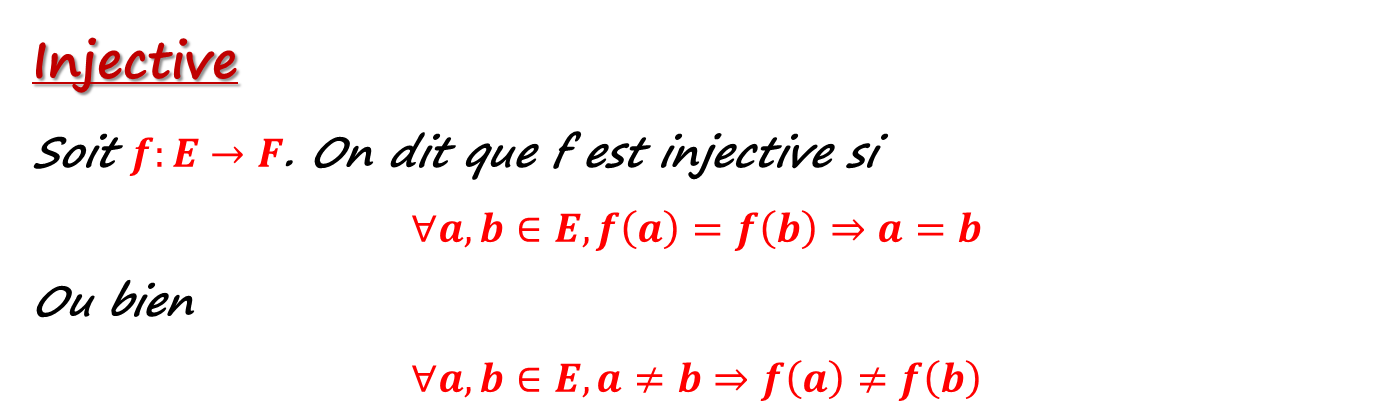 Injective
Soit f: E → F. On dit que f est injective si
∀a, b ∈ E, f(a) = f(b) ⇒ a = b
Ou bien
∀a, b ∈ E, a ≠ b ⇒ f(a) ≠ f(b)